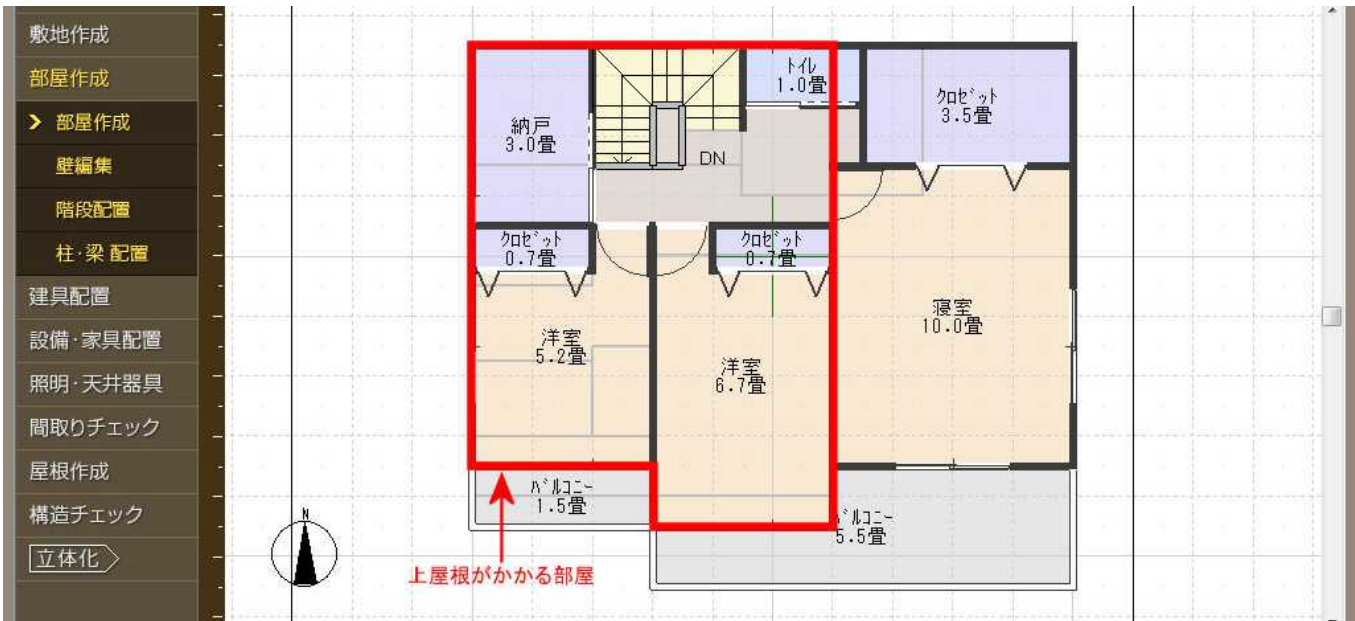 敷地作成
部屋作成
部屋作成
壁編集
階段配置
柱・梁 配置
建具配置
設備・家具配置
照明・天井器具
間取りチェック
屋根作成
構造チェック
立体化
トイレ
1.0畳
クロゼット
3.5畳
納戸
3.0畳
DN
クロゼット
0.7畳
クロゼット
0.7畳
寝室
10.0畳
洋室
5.2畳
洋室
6.7畳
バルコニー
1.5畳
バルコニー
5.5畳
N
上屋根がかかる部屋